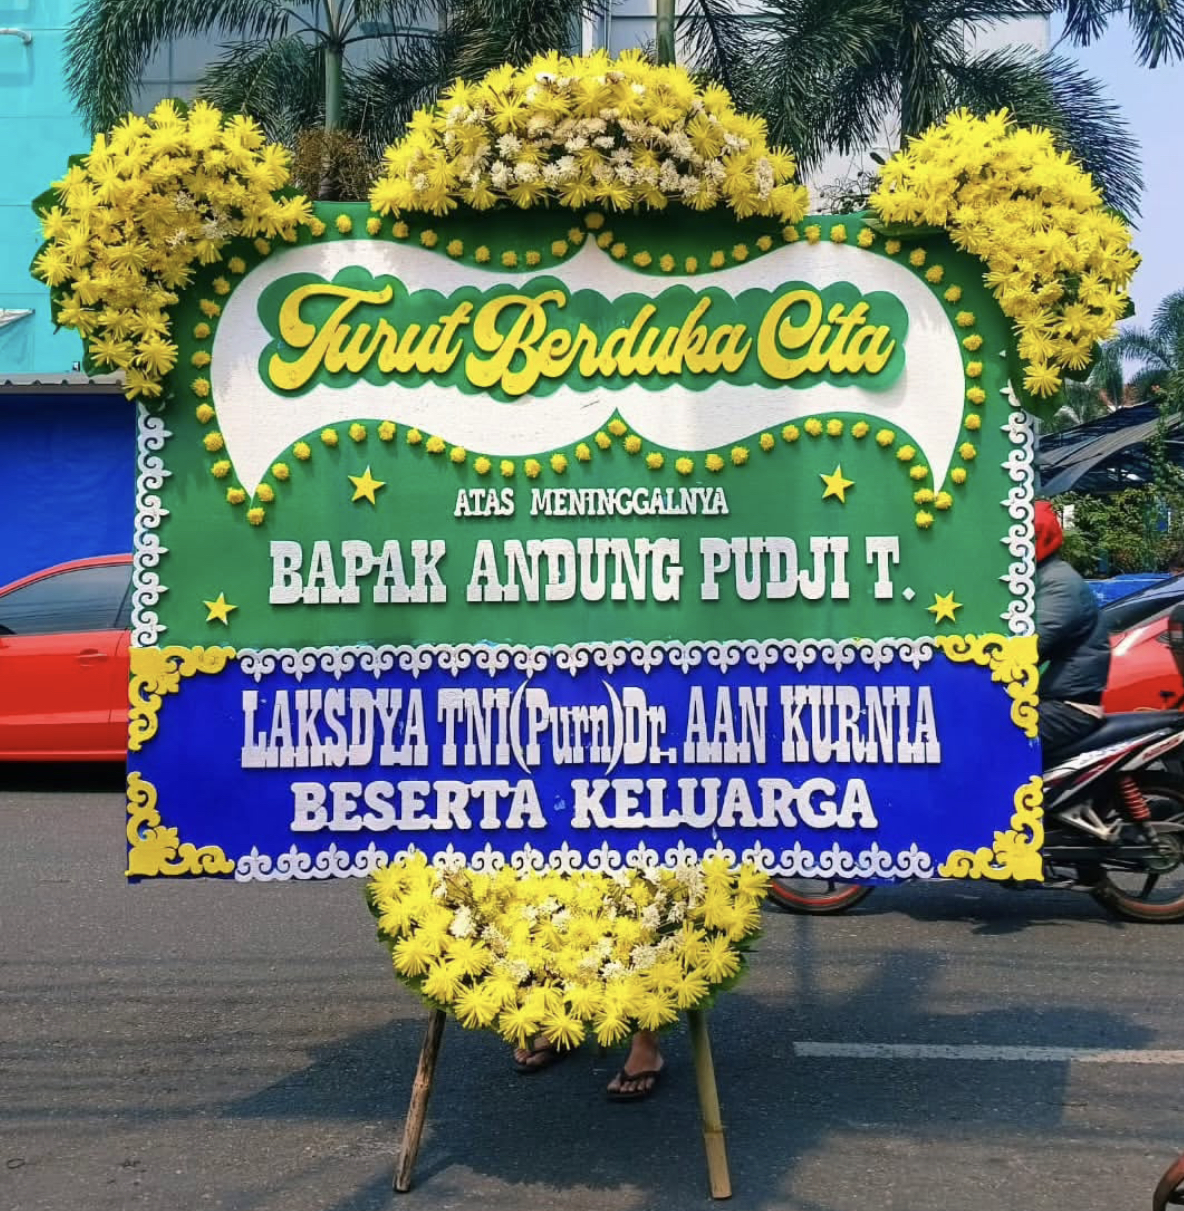 Turut Berduka Cita
ATAS MENINGGALNYA
BAPAK ANDUNG PUDJI T.
LAKSDYA TNI(Purn)Dr. AAN KURNIA
BESERTA KELUARGA